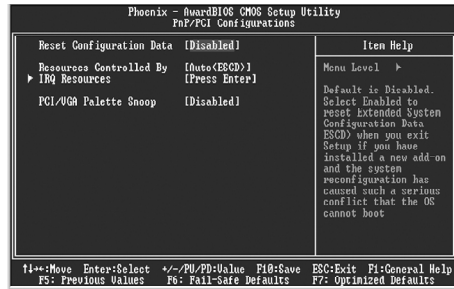 Phoenix - AwardBIOS CMOS Setup Utility
PnP/PCI Configurations
Reset Configuration Data [Disabled]
Resources Controlled By [Auto(ESCD)]
▶ IRQ Resources [Press Enter]
PCI/VGA Palette Snoop [Disabled]
Item Help
Menu Level ▶
Default is Disabled.
Select Enabled to
reset Extended System
Configuration Data
ESCD) when you exit
Setup if you have
installed a new add-on
and the system
reconfiguration has
caused such a serious
conflict that the OS
cannot boot
↑↓→←:Move Enter:Select +/-/PU/PD:Value F10:Save ESC:Exit F1:General Help
F5: Previous Values F6: Fail-Safe Defaults F7: Optimized Defaults